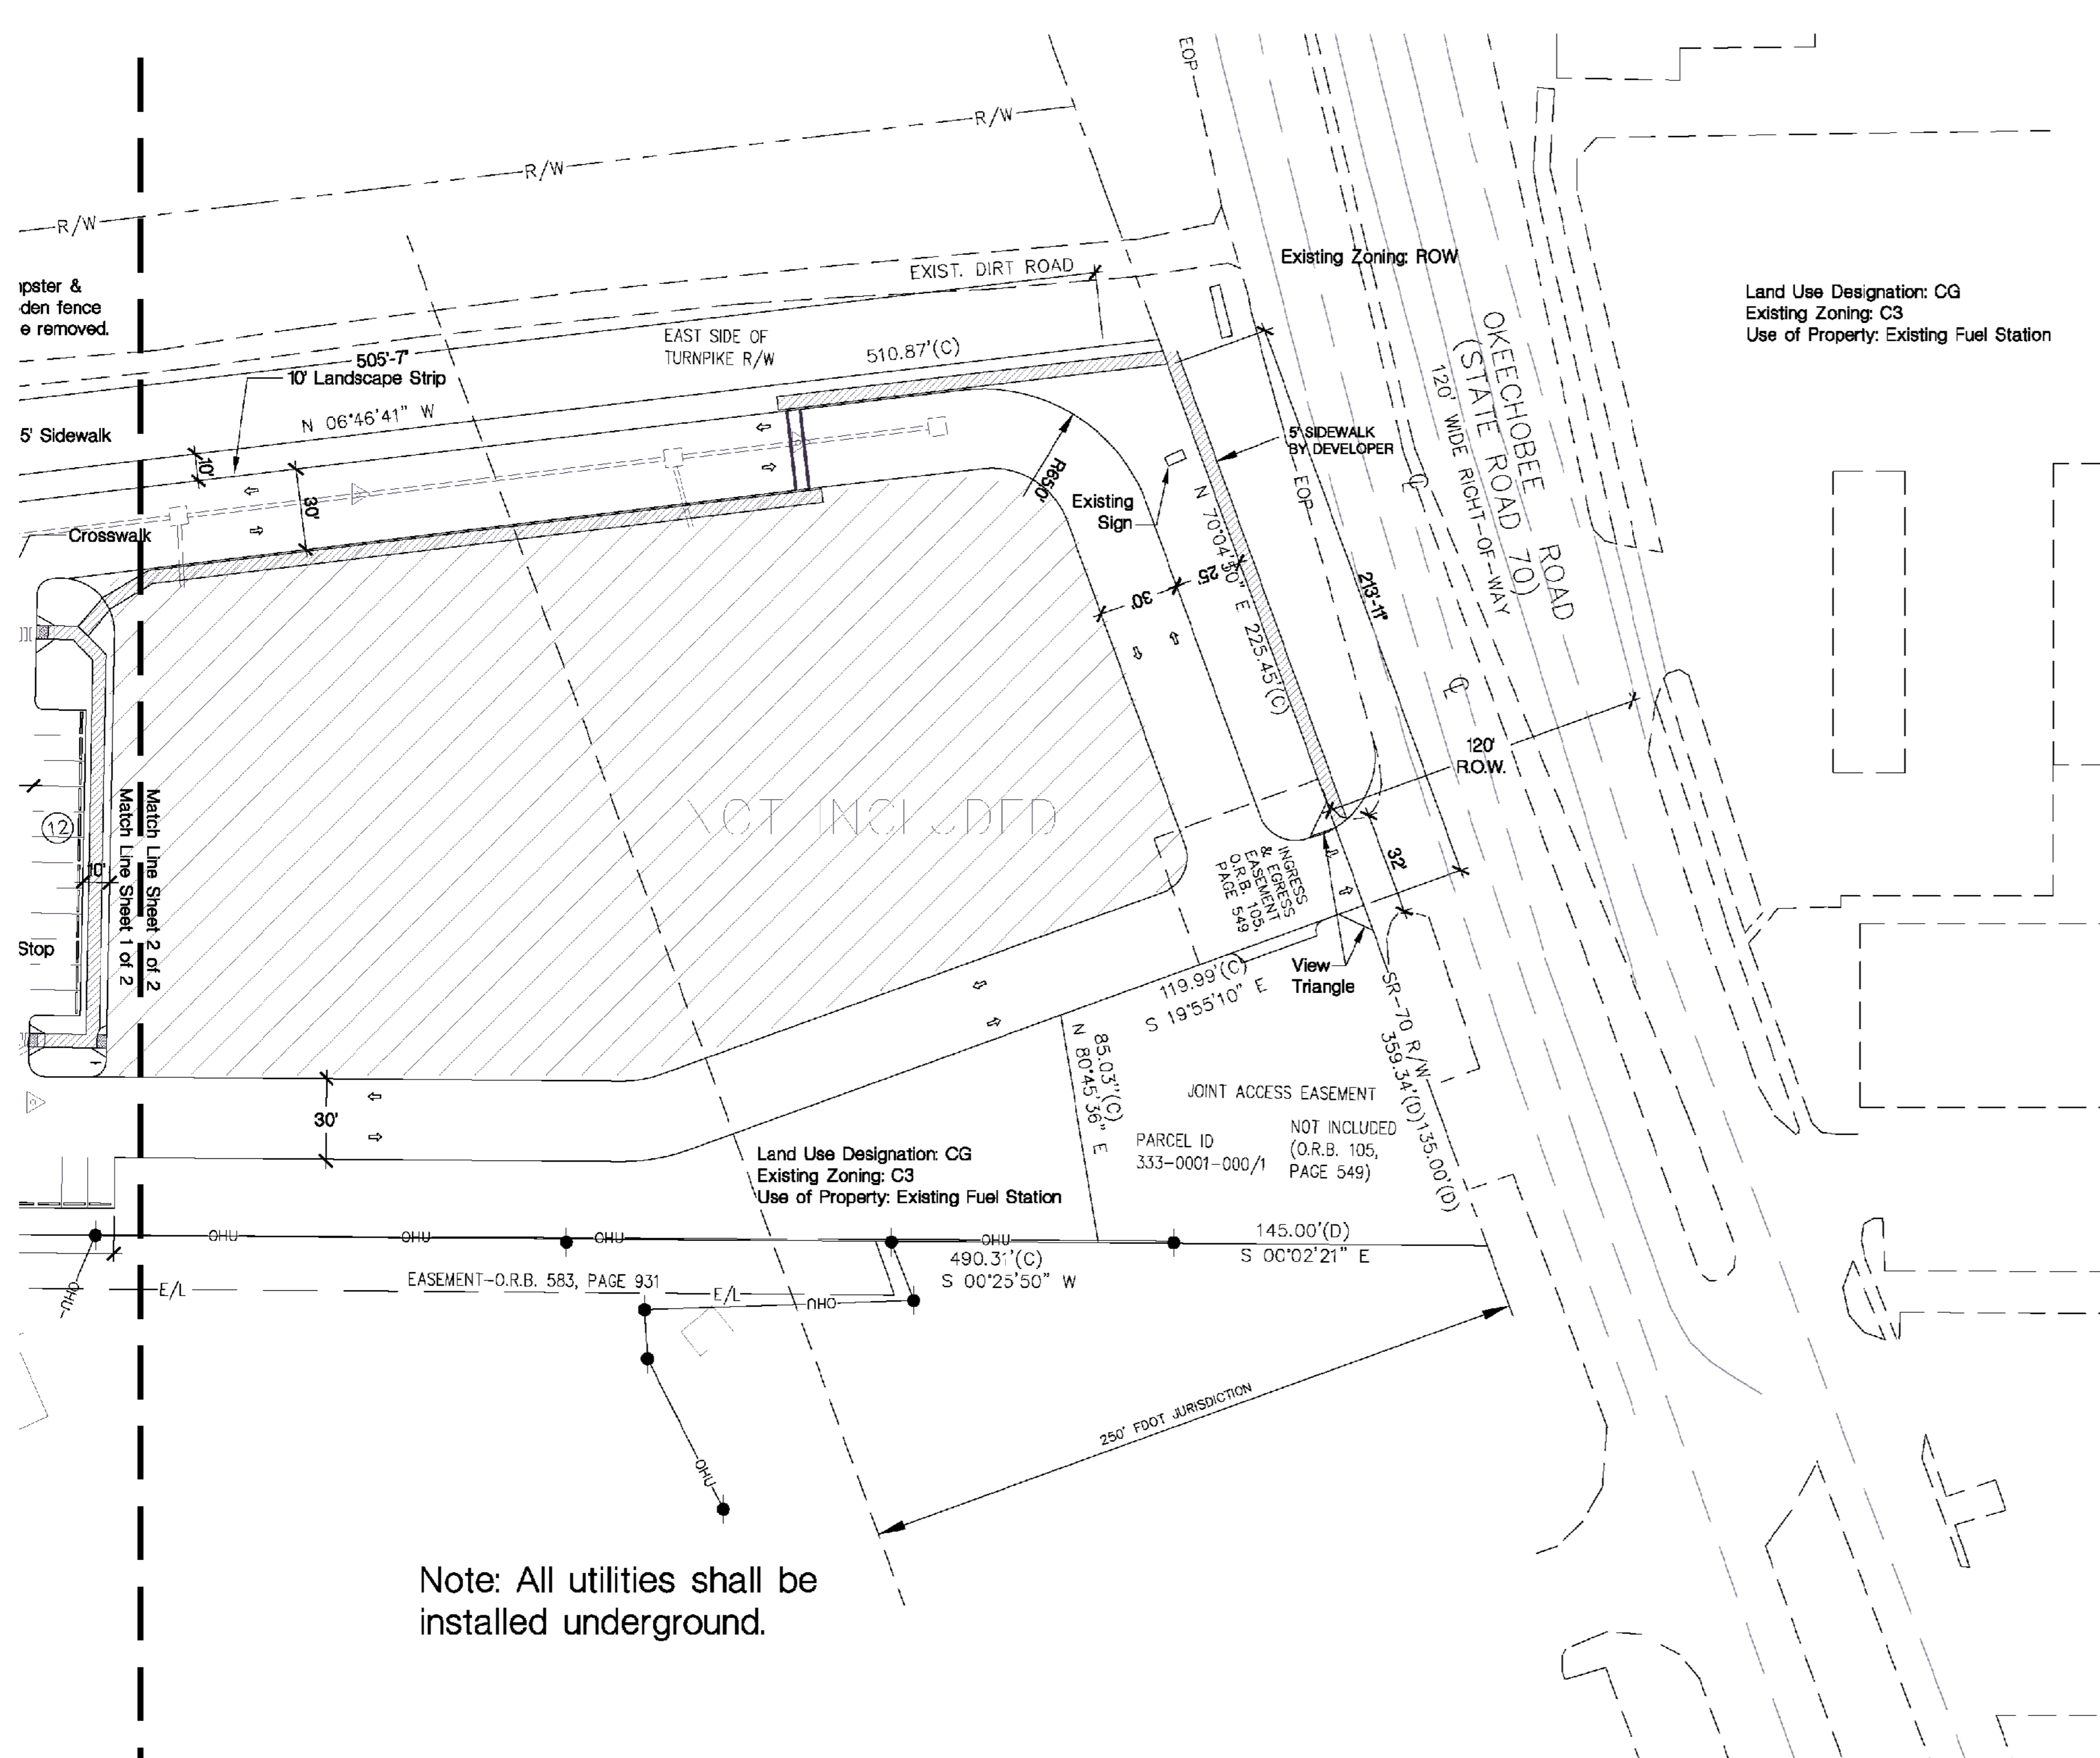 EOP
R/W
R/W
R/W
EXIST. DIRT ROAD
Existing Zoning: ROW
Land Use Designation: CG
Existing Zoning: C3
Use of Property: Existing Fuel Station
den fence
e removed.
EAST SIDE OF
TURNPIKE R/W
505'-7"
510.87'(C)
10' Landscape Strip
N 06°46'41" W
5' Sidewalk
10'
30'
Crosswalk
R65.0'
Existing
Sign
5' SIDEWALK
BY DEVELOPER
EOP
N 70°04'50" E 225.45'(C)
25'
30'
213'-11"
OKEECHOBEE ROAD
(STATE ROAD 70)
120' WIDE RIGHT-OF-WAY
120'
R.O.W.
NOT INCLUDED
12
10'
Match Line Sheet 2 of 2
Match Line Sheet 1 of 2
Stop
INGRESS
& EGRESS
EASEMENT
O.R.B. 105,
PAGE 549
32'
View
Triangle
119.99'(C)
S 19°55'10" E
SR-70 R/W
359.34'(D)
135.00'(D)
85.03'(C)
N 80°45'36" E
JOINT ACCESS EASEMENT
PARCEL ID
333-0001-000/1
NOT INCLUDED
(O.R.B. 105,
PAGE 549)
30'
Land Use Designation: CG
Existing Zoning: C3
Use of Property: Existing Fuel Station
OHU
OHU
OHU
OHU
145.00'(D)
S 00°02'21" E
490.31'(C)
S 00°25'50" W
EASEMENT-O.R.B. 583, PAGE 931
E/L
E/L
OHU
OHU
OHU
250' FDOT JURISDICTION
Note: All utilities shall be
installed underground.